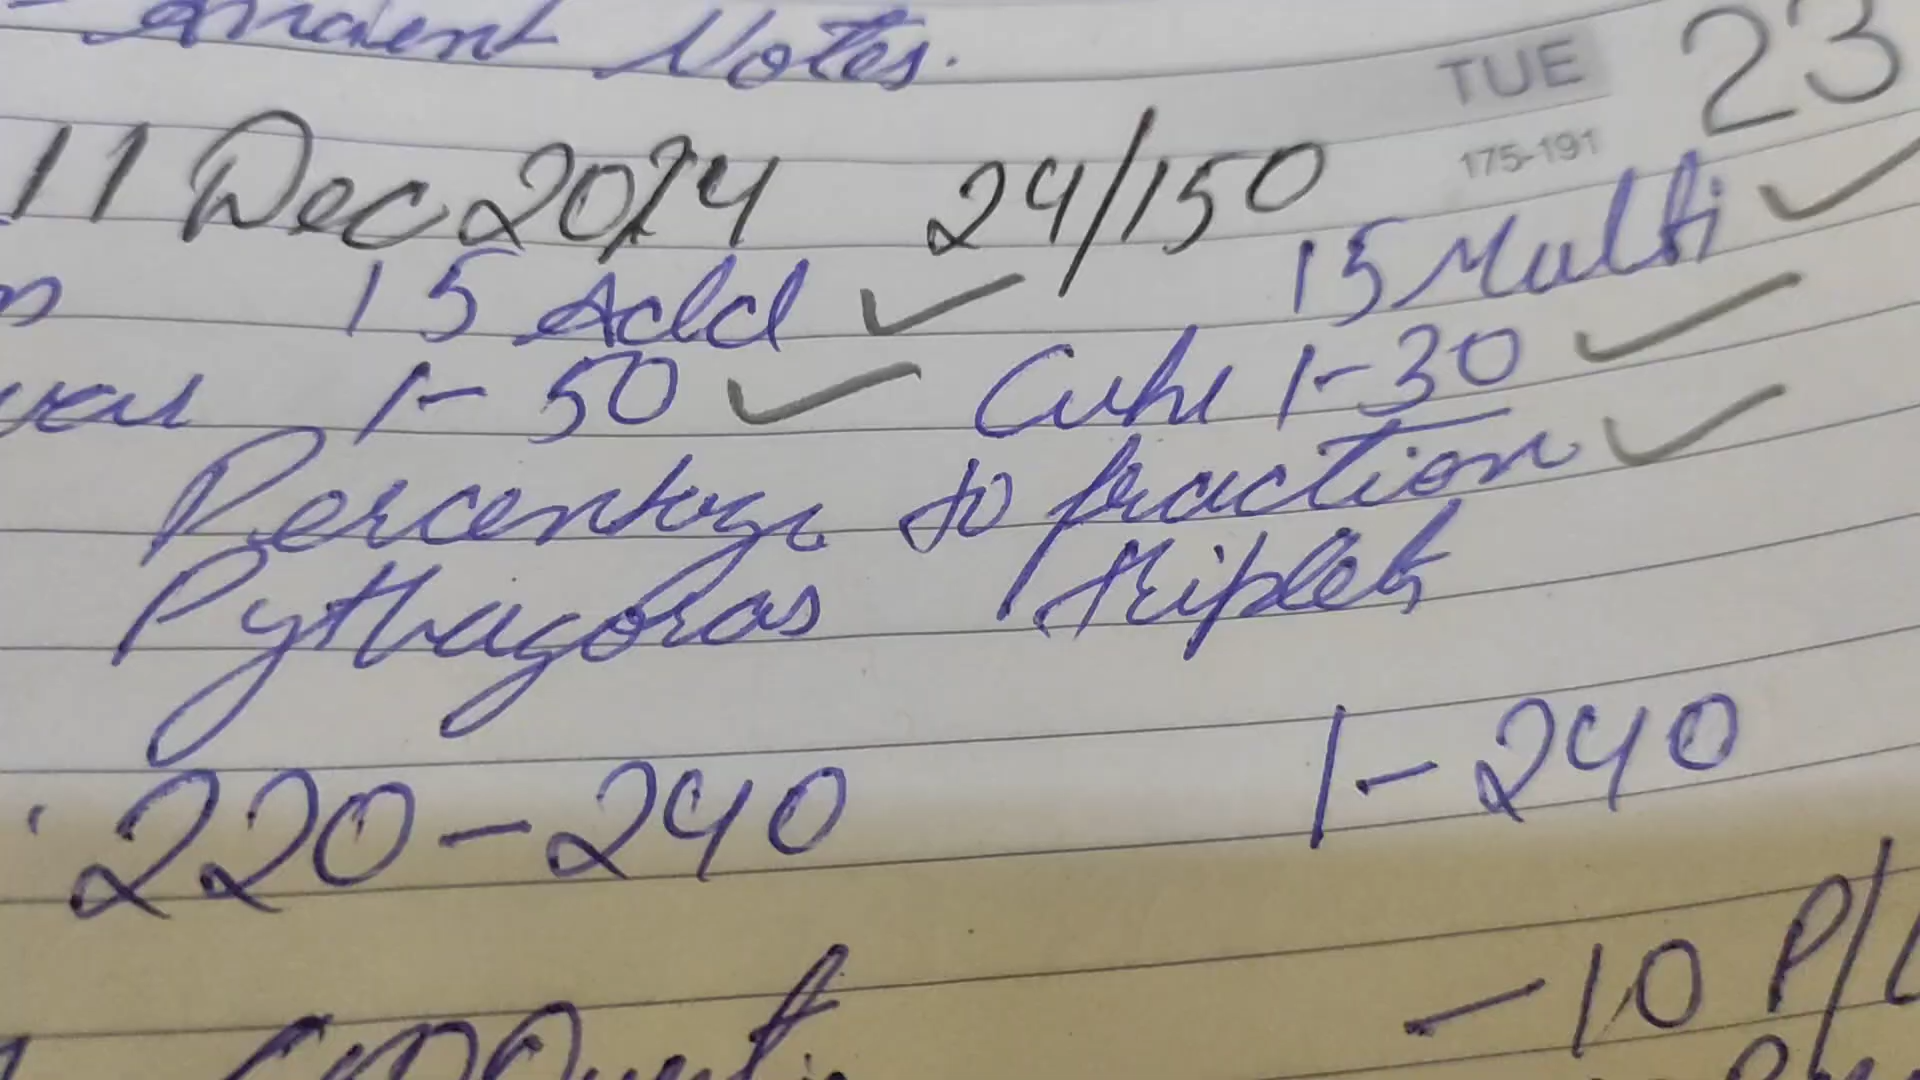 - Ancient Notes.
TUE 23
175-191
11 Dec 2024 24/150
15 Add ✓ 15 Multi ✓
1- 50 ✓ Cube 1-30 ✓
Percentage to fraction ✓
Pythagoras triplets
220-240 1-240
-10 P/L